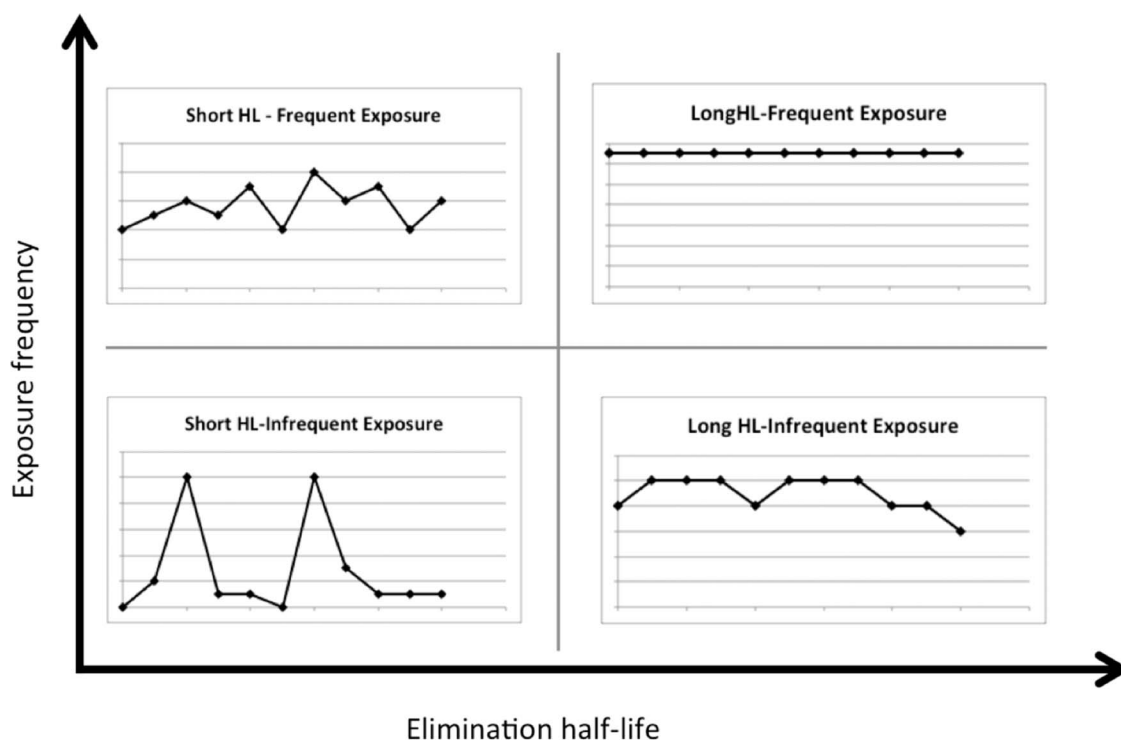 Short HL - Frequent Exposure
LongHL-Frequent Exposure
Exposure frequency
Short HL-Infrequent Exposure
Long HL-Infrequent Exposure
Elimination half-life